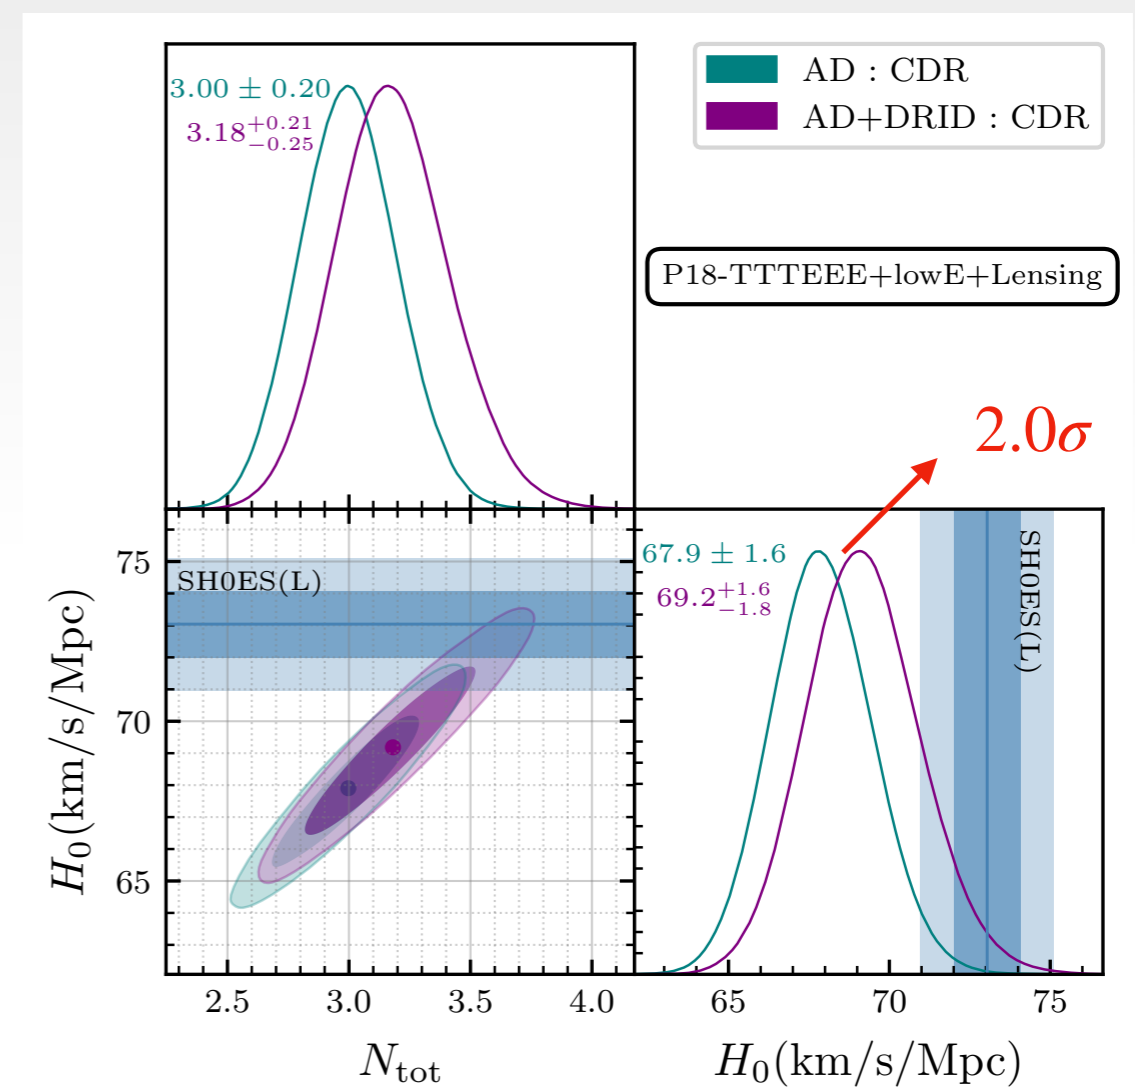 3.00 ± 0.20
3.18 +0.21 −0.25
AD : CDR
AD+DRID : CDR
P18-TTTEEE+lowE+Lensing
2.0σ
75
70
65
H₀(km/s/Mpc)
SH0ES(L)
67.9 ± 1.6
69.2 +1.6 −1.8
SH0ES(L)
2.5 3.0 3.5 4.0
N_tot
65 70 75
H₀(km/s/Mpc)